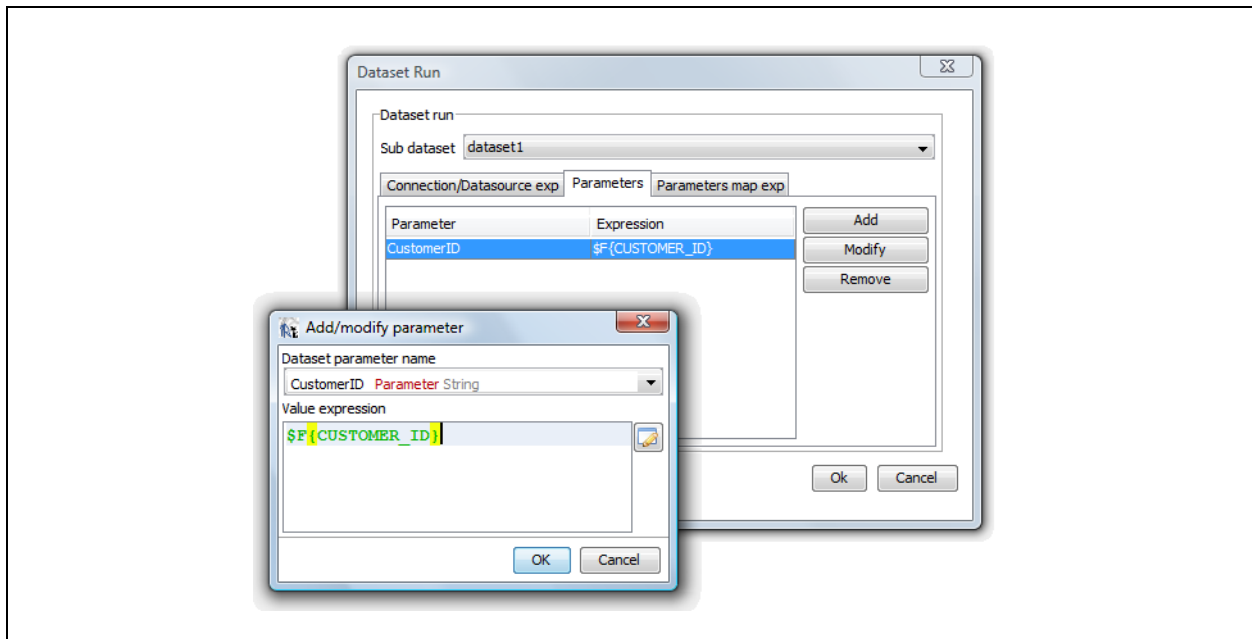 Dataset Run
Dataset run
Sub dataset dataset1
Connection/Datasource exp Parameters Parameters map exp
Parameter Expression
CustomerID $F{CUSTOMER_ID}
Add
Modify
Remove
Ok Cancel
Add/modify parameter
Dataset parameter name
CustomerID Parameter String
Value expression
$F{CUSTOMER_ID}
OK Cancel